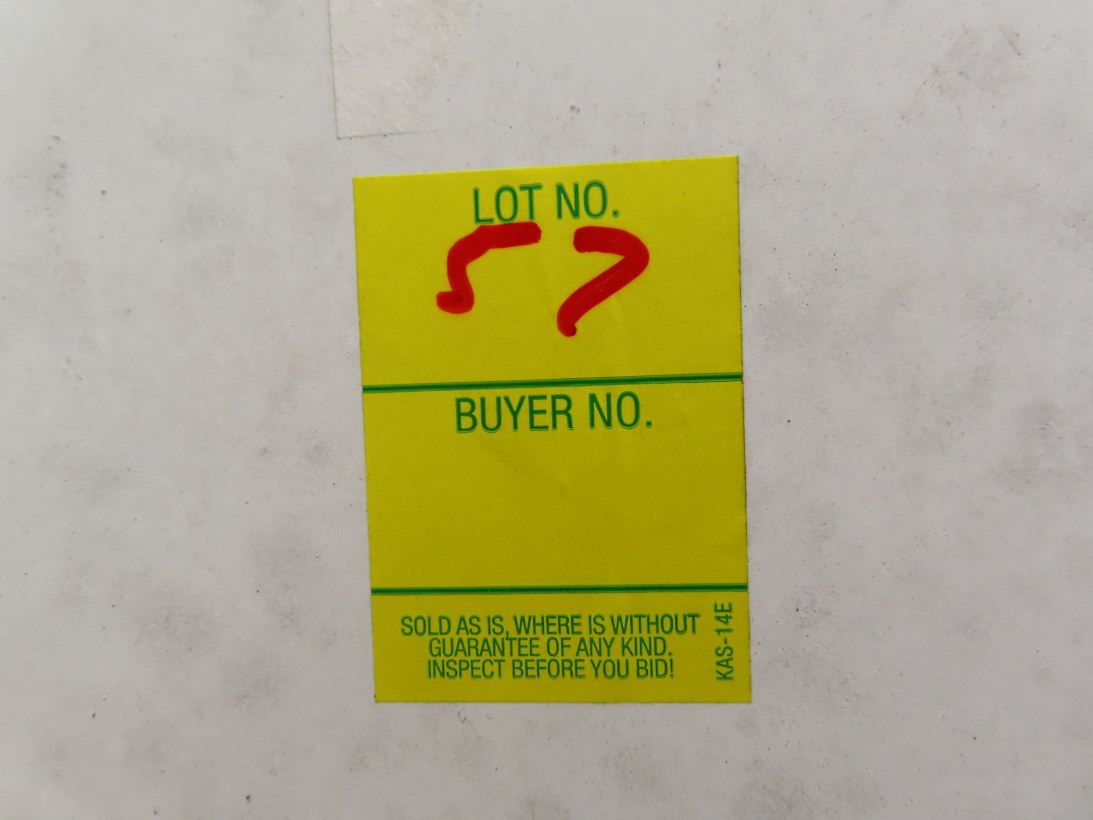 LOT NO.
57
BUYER NO.
SOLD AS IS, WHERE IS WITHOUT
GUARANTEE OF ANY KIND.
INSPECT BEFORE YOU BID!
KAS-14E